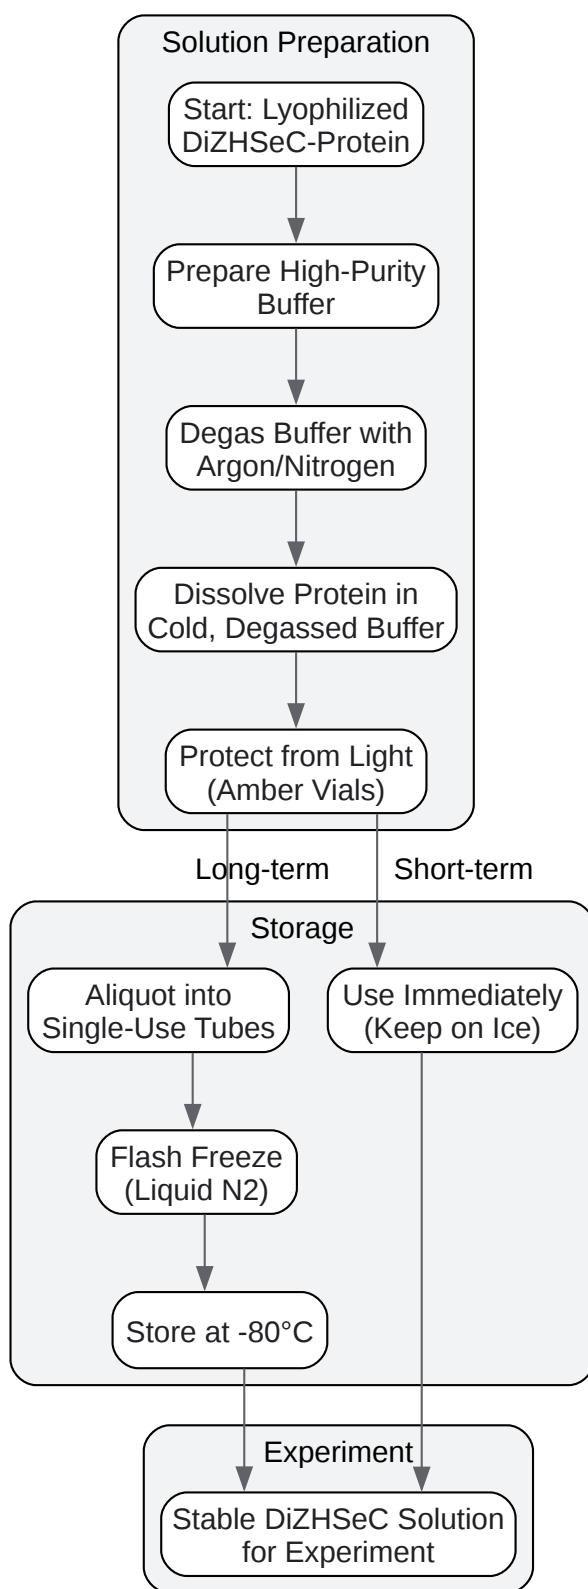 Solution Preparation
Start: Lyophilized
DiZHSeC-Protein
Prepare High-Purity
Buffer
Degas Buffer with
Argon/Nitrogen
Dissolve Protein in
Cold, Degassed Buffer
Protect from Light
(Amber Vials)
Long-term
Short-term
Storage
Aliquot into
Single-Use Tubes
Use Immediately
(Keep on Ice)
Flash Freeze
(Liquid N2)
Store at -80°C
Experiment
Stable DiZHSeC Solution
for Experiment